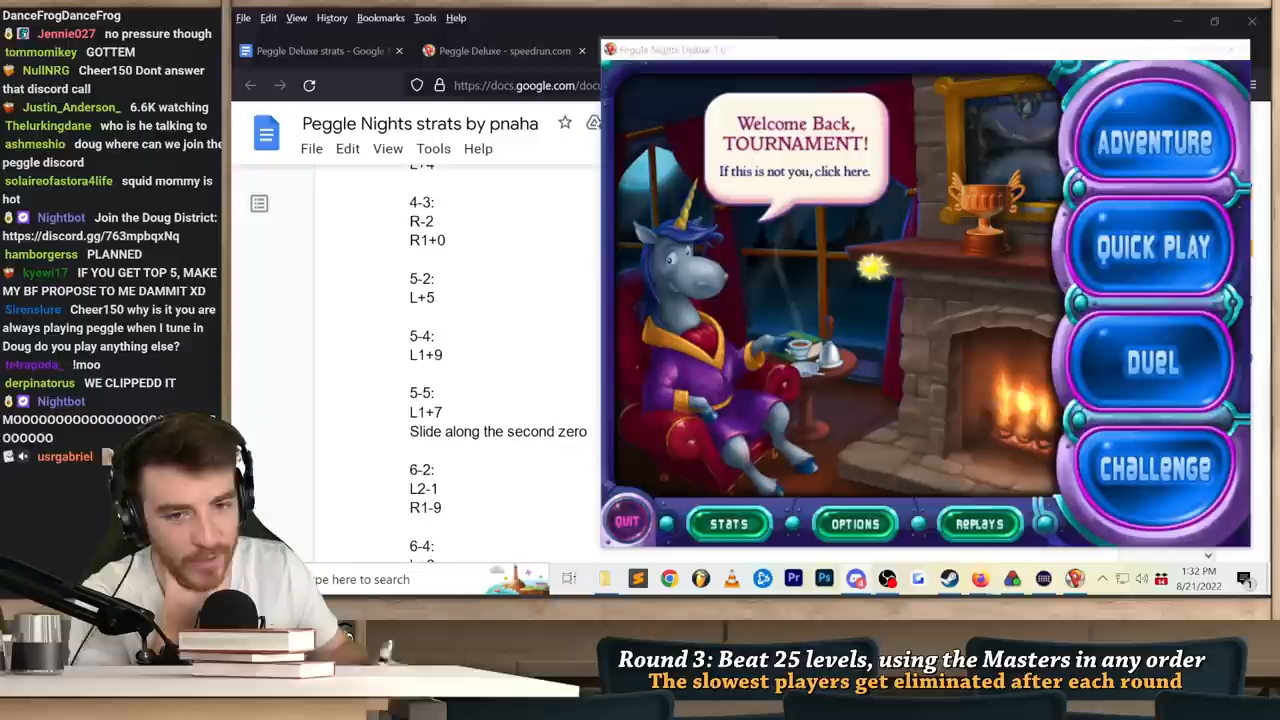 DanceFrogDanceFrog
Jennie027 no pressure though
tommomikey GOTTEM
NullNRG Cheer150 Dont answer
that discord call
Justin_Anderson_ 6.6K watching
Thelurkingdane who is he talking to
ashmeshio doug where can we join the
peggle discord
solaireofastora4life squid mommy is
hot
Nightbot Join the Doug District:
https://discord.gg/763mpbqxNq
hamborgerss PLANNED
kyewi17 IF YOU GET TOP 5, MAKE
MY BF PROPOSE TO ME DAMMIT XD
Sirenslure Cheer150 why is it you are
always playing peggle when I tune in
Doug do you play anything else?
tetrapoda_ !moo
derpinatorus WE CLIPPEDD IT
Nightbot
usrgabriel
File Edit View History Bookmarks Tools Help
Peggle Deluxe strats - Google
Peggle Deluxe - speedrun.com
https://docs.google.com/docu
Peggle Nights strats by pnaha
File Edit View Tools Help
L+4
4-3:
R-2
R1+0
5-2:
L+5
5-4:
L1+9
5-5:
L1+7
Slide along the second zero
6-2:
L2-1
R1-9
6-4:
Peggle Nights Deluxe 1.0
Welcome Back,
TOURNAMENT!
If this is not you, click here.
ADVENTURE
QUICK PLAY
DUEL
CHALLENGE
QUIT
STATS
OPTIONS
REPLAYS
pe here to search
1:32 PM
8/21/2022
Round 3: Beat 25 levels, using the Masters in any order
The slowest players get eliminated after each round